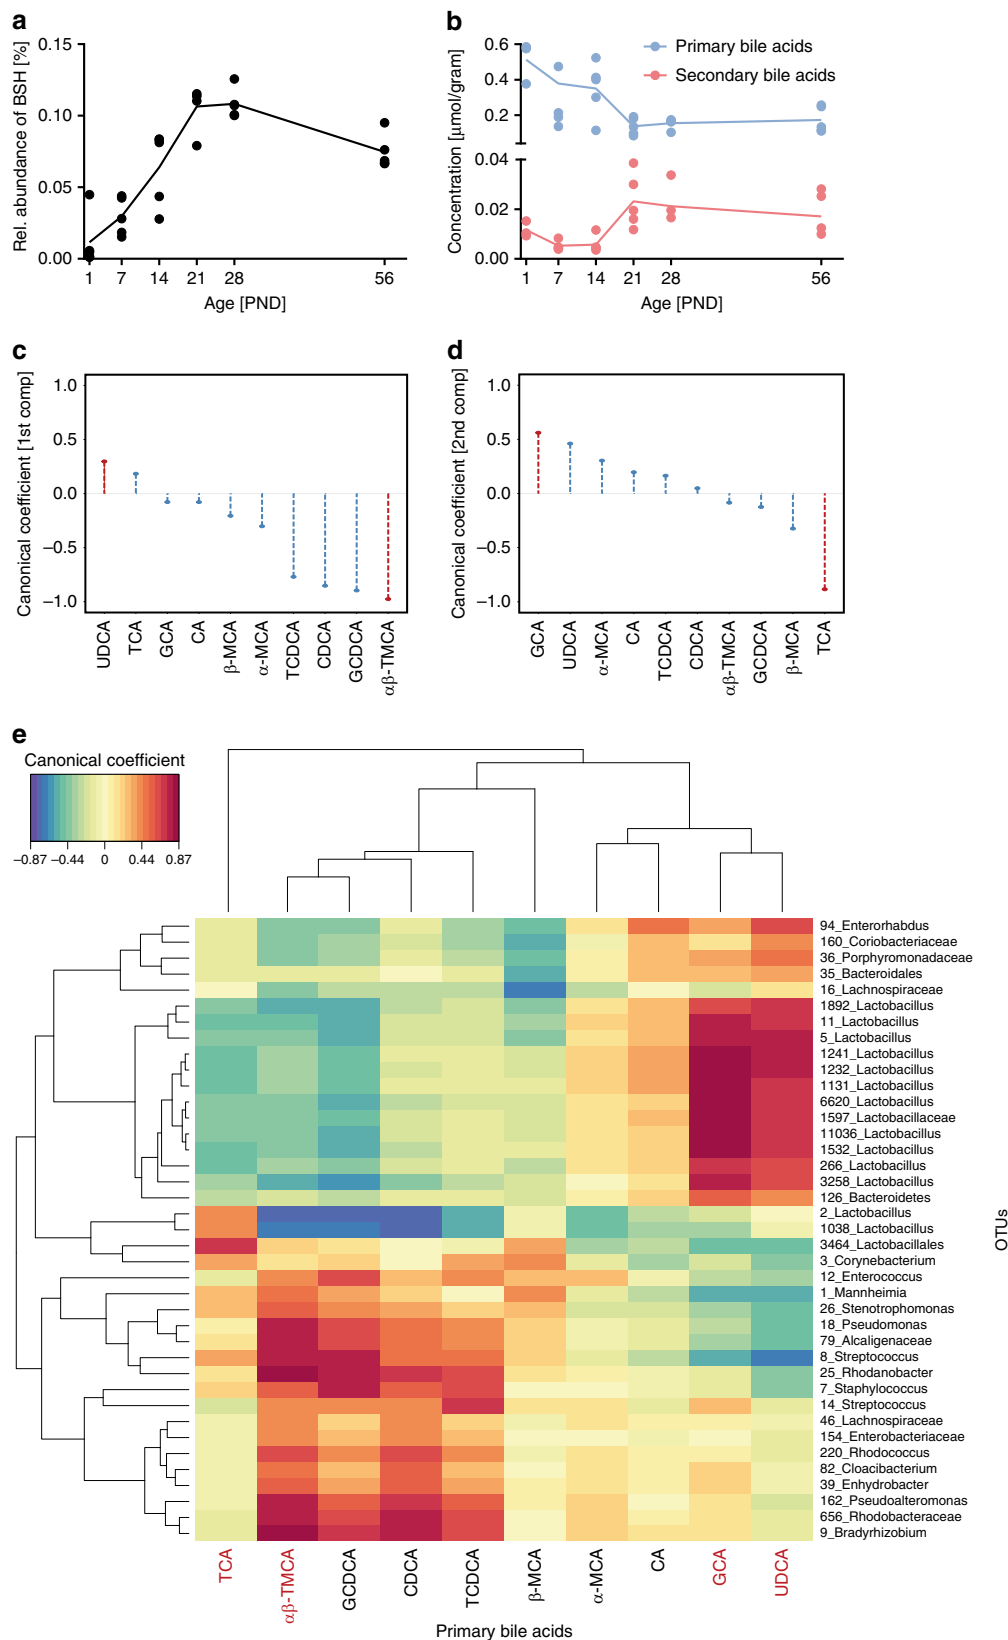 a
Rel. abundance of BSH [%]
0.15
0.10
0.05
0.00
1 7 14 21 28 56
Age [PND]
b
Concentration [μmol/gram]
0.6
0.4
0.2
0.04
0.02
0.00
Primary bile acids
Secondary bile acids
1 7 14 21 28 56
Age [PND]
c
Canonical coefficient [1st comp]
1.0
0.5
0.0
−0.5
−1.0
UDCA
TCA
GCA
CA
β-MCA
α-MCA
TCDCA
CDCA
GCDCA
αβ-TMCA
d
Canonical coefficient [2nd comp]
1.0
0.5
0.0
−0.5
−1.0
GCA
UDCA
α-MCA
CA
TCDCA
CDCA
αβ-TMCA
GCDCA
β-MCA
TCA
e
Canonical coefficient
−0.87 −0.44 0 0.44 0.87
94_Enterorhabdus
160_Coriobacteriaceae
36_Porphyromonadaceae
35_Bacteroidales
16_Lachnospiraceae
1892_Lactobacillus
11_Lactobacillus
5_Lactobacillus
1241_Lactobacillus
1232_Lactobacillus
1131_Lactobacillus
6620_Lactobacillus
1597_Lactobacillaceae
11036_Lactobacillus
1532_Lactobacillus
266_Lactobacillus
3258_Lactobacillus
126_Bacteroidetes
2_Lactobacillus
1038_Lactobacillus
3464_Lactobacillales
3_Corynebacterium
12_Enterococcus
1_Mannheimia
26_Stenotrophomonas
18_Pseudomonas
79_Alcaligenaceae
8_Streptococcus
25_Rhodanobacter
7_Staphylococcus
14_Streptococcus
46_Lachnospiraceae
154_Enterobacteriaceae
220_Rhodococcus
82_Cloacibacterium
39_Enhydrobacter
162_Pseudoalteromonas
656_Rhodobacteraceae
9_Bradyrhizobium
OTUs
TCA
αβ-TMCA
GCDCA
CDCA
TCDCA
β-MCA
α-MCA
CA
GCA
UDCA
Primary bile acids